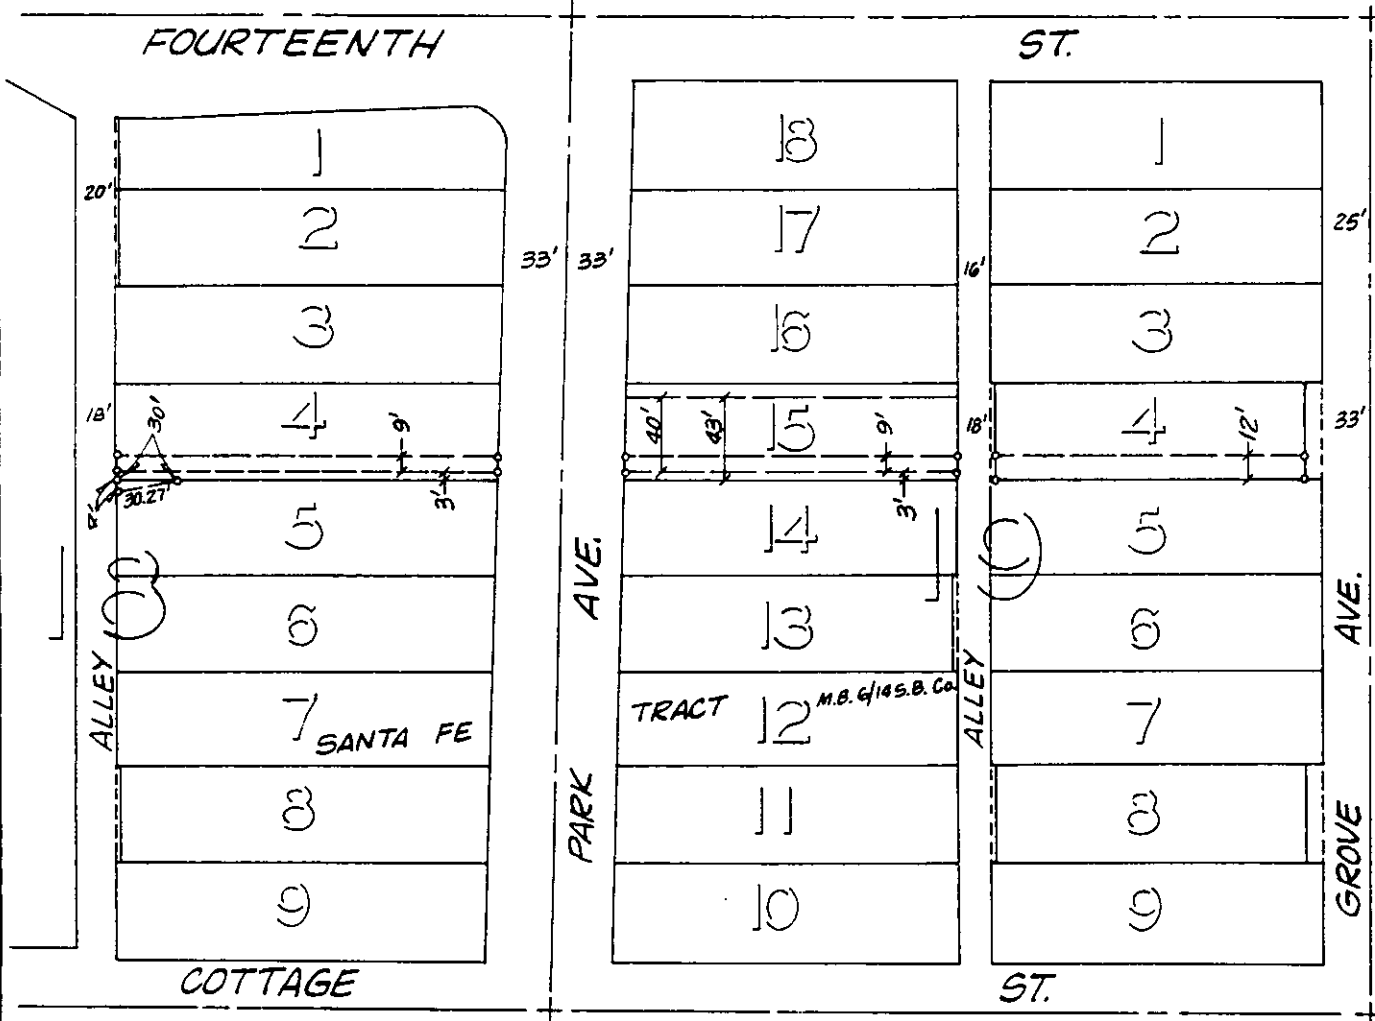 FOURTEENTH ST.
1 18 1
20'
2 17 2 25'
33' 33' 16'
3 16 3
18' 30' 4 9' 40' 43' 15 9' 18' 4 12' 33'
30.27' 3' 3'
5 14 5
AVE. AVE.
6 13 6
ALLEY ALLEY
7 TRACT 12 M.B. 6/14 S.B. Co. 7
SANTA FE
8 PARK 11 8
GROVE
9 10 9
COTTAGE ST.